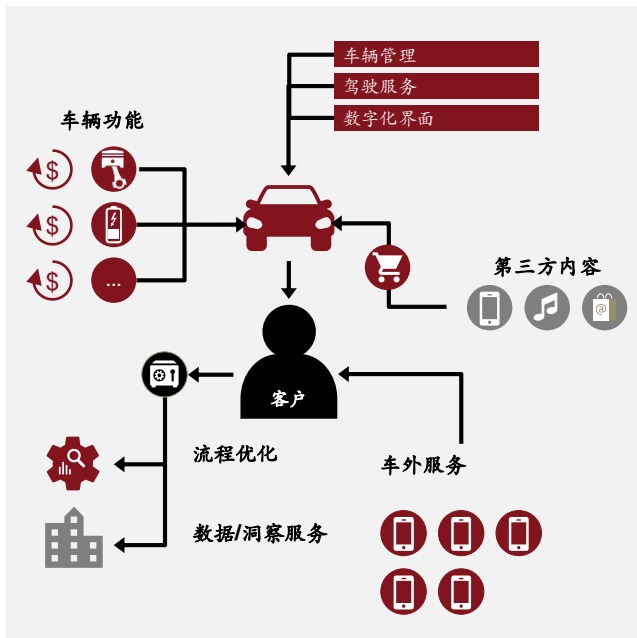 车辆管理
驾驶服务
数字化界面
车辆功能
$
$
$
...
第三方内容
@
客户
流程优化
车外服务
数据/洞察服务